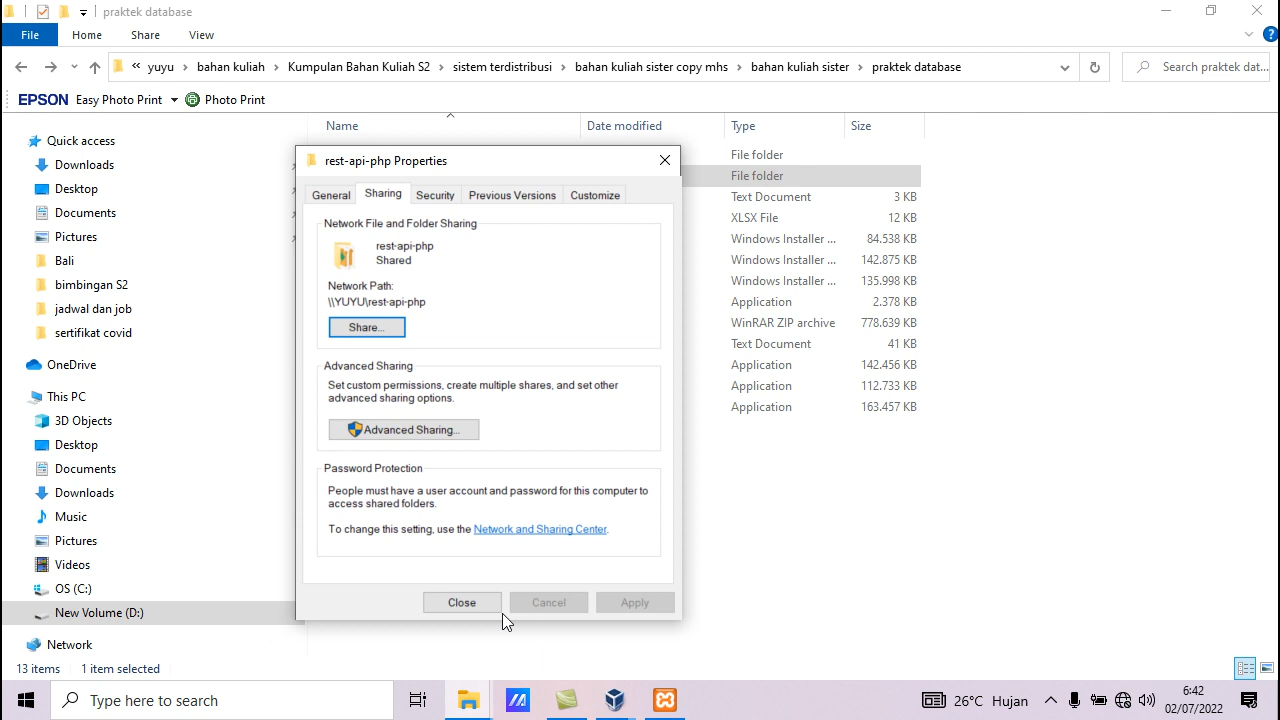 praktek database
File
Home
Share
View
«
yuyu
bahan kuliah
Kumpulan Bahan Kuliah S2
sistem terdistribusi
bahan kuliah sister copy mhs
bahan kuliah sister
praktek database
Search praktek dat...
EPSON
Easy Photo Print
Photo Print
Name
Date modified
Type
Size
Quick access
Downloads
Desktop
Documents
Pictures
Bali
bimbingan S2
jadwal dan job
sertifikat covid
OneDrive
This PC
3D Objects
Desktop
Documents
Downloads
Music
Pictures
Videos
OS (C:)
New Volume (D:)
Network
rest-api-php Properties
General
Sharing
Security
Previous Versions
Customize
Network File and Folder Sharing
rest-api-php
Shared
Network Path:
\\YUYU\rest-api-php
Share...
Advanced Sharing
Set custom permissions, create multiple shares, and set other
advanced sharing options.
Advanced Sharing...
Password Protection
People must have a user account and password for this computer to
access shared folders.
To change this setting, use the Network and Sharing Center.
Close
Cancel
Apply
File folder
File folder
Text Document 3 KB
XLSX File 12 KB
Windows Installer ... 84.538 KB
Windows Installer ... 142.875 KB
Windows Installer ... 135.998 KB
Application 2.378 KB
WinRAR ZIP archive 778.639 KB
Text Document 41 KB
Application 142.456 KB
Application 112.733 KB
Application 163.457 KB
13 items
1 item selected
Type here to search
26°C Hujan
6:42
02/07/2022